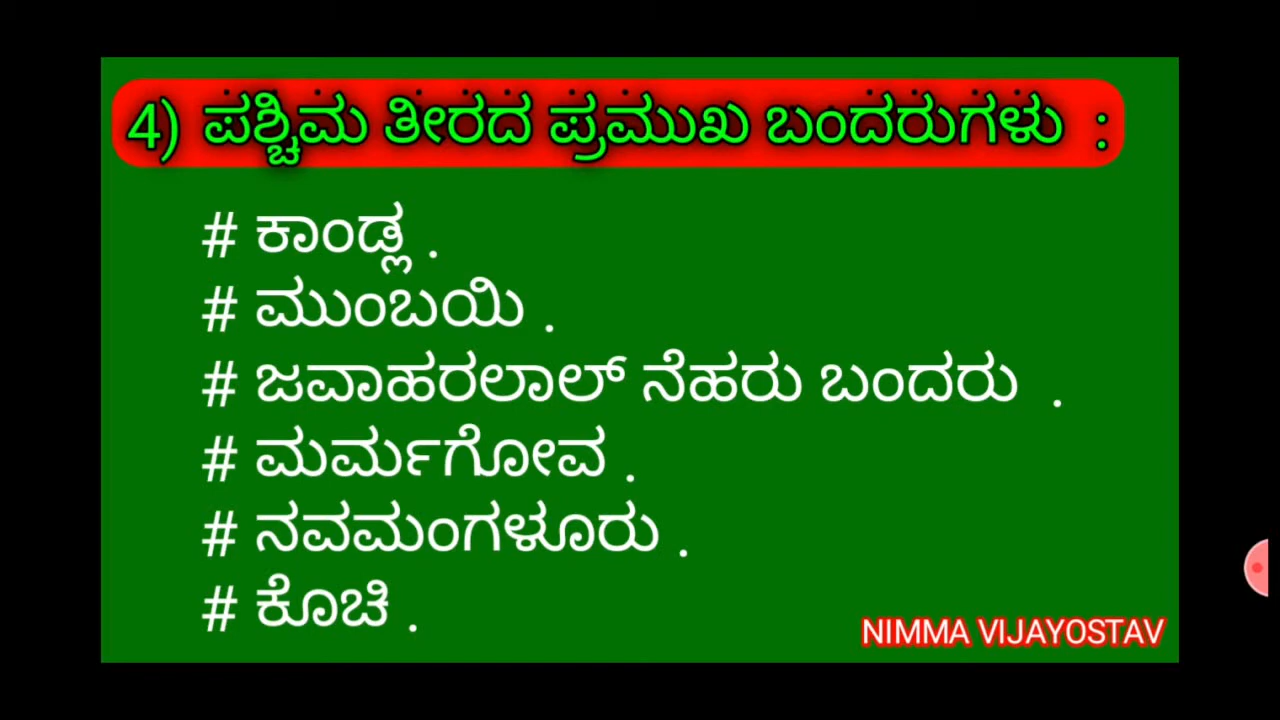 4) ಪಶ್ಚಿಮ ತೀರದ ಪ್ರಮುಖ ಬಂದರುಗಳು :
# ಕಾಂಡ್ಲ .
# ಮುಂಬಯಿ .
# ಜವಾಹರಲಾಲ್ ನೆಹರು ಬಂದರು .
# ಮರ್ಮಗೋವ .
# ನವಮಂಗಳೂರು .
# ಕೊಚಿ .
NIMMA VIJAYOSTAV